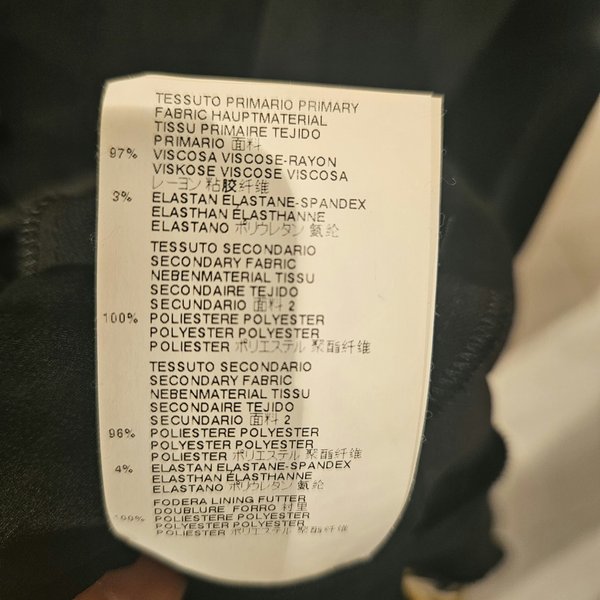 TESSUTO PRIMARIO PRIMARY
FABRIC HAUPTMATERIAL
TISSU PRIMAIRE TEJIDO
PRIMARIO 面料
97% VISCOSA VISCOSE-RAYON
VISKOSE VISCOSE VISCOSA
レーヨン 粘胶纤维
3% ELASTAN ELASTANE-SPANDEX
ELASTHAN ÉLASTHANNE
ELASTANO ポリウレタン 氨纶
TESSUTO SECONDARIO
SECONDARY FABRIC
NEBENMATERIAL TISSU
SECONDAIRE TEJIDO
SECUNDARIO 面料 2
100% POLIESTERE POLYESTER
POLYESTER POLYESTER
POLIESTER ポリエステル 聚酯纤维
TESSUTO SECONDARIO
SECONDARY FABRIC
NEBENMATERIAL TISSU
SECONDAIRE TEJIDO
SECUNDARIO 面料 2
96% POLIESTERE POLYESTER
POLYESTER POLYESTER
POLIESTER ポリエステル 聚酯纤维
4% ELASTAN ELASTANE-SPANDEX
ELASTHAN ÉLASTHANNE
ELASTANO ポリウレタン 氨纶
FODERA LINING FUTTER
DOUBLURE FORRO 衬里
100% POLIESTERE POLYESTER
POLYESTER POLYESTER
POLIESTER ポリエステル 聚酯纤维